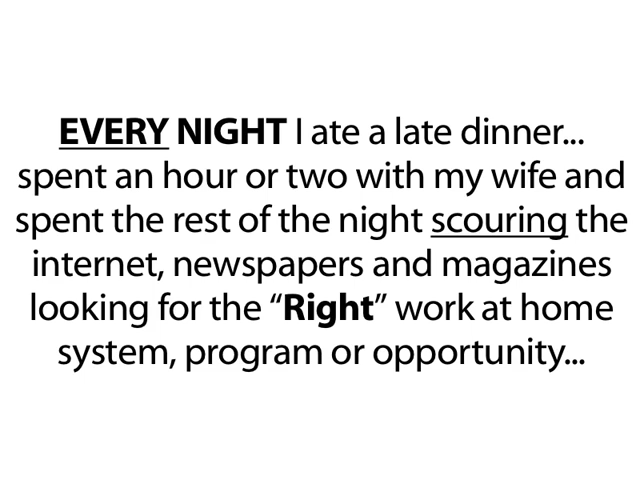 EVERY NIGHT I ate a late dinner...
spent an hour or two with my wife and
spent the rest of the night scouring the
internet, newspapers and magazines
looking for the “Right” work at home
system, program or opportunity...